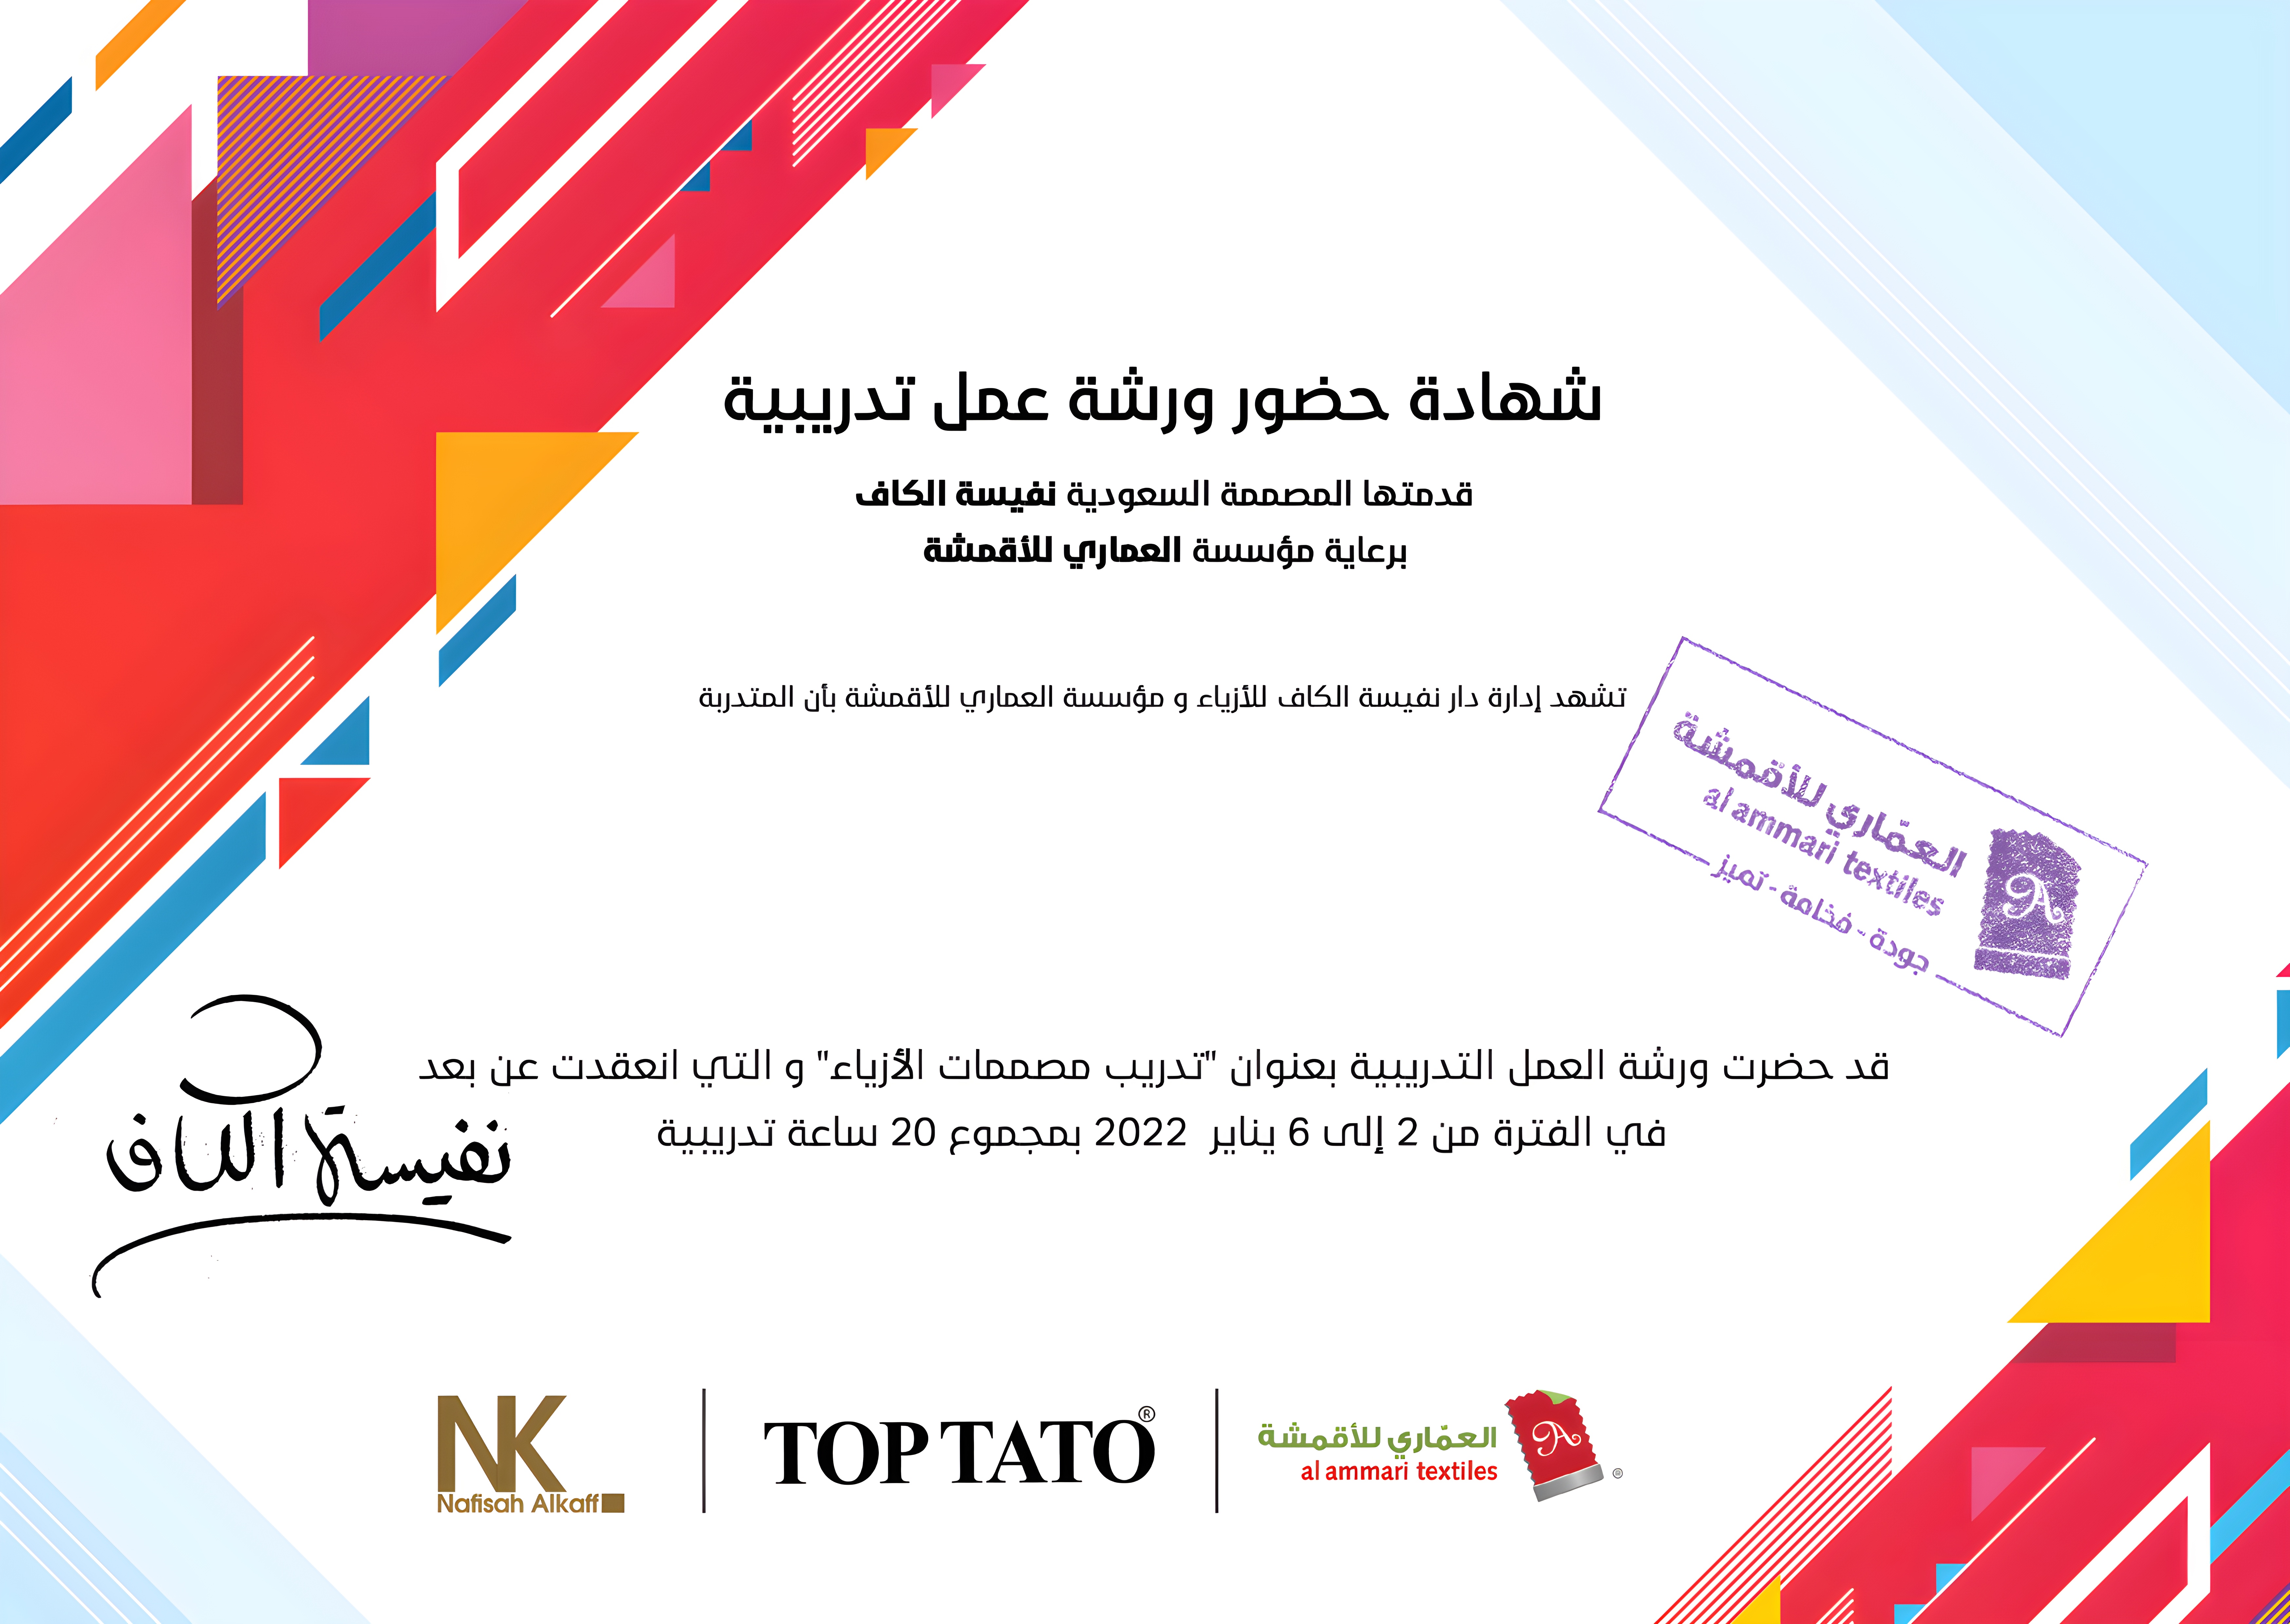 شهادة حضور ورشة عمل تدريبية
قدمتها المصممة السعودية نفيسة الكاف
برعاية مؤسسة العماري للأقمشة
تشهد إدارة دار نفيسة الكاف للأزياء و مؤسسة العماري للأقمشة بأن المتدربة
العمّاري للأقمشة
al ammari textiles
جودة - فخامة - تميز
قد حضرت ورشة العمل التدريبية بعنوان "تدريب مصممات الأزياء" و التي انعقدت عن بعد
في الفترة من 2 إلى 6 يناير 2022 بمجموع 20 ساعة تدريبية
نفيسة الكاف
العمّاري للأقمشة
al ammari textiles
TOP TATO®
NK
Nafisah Alkaff